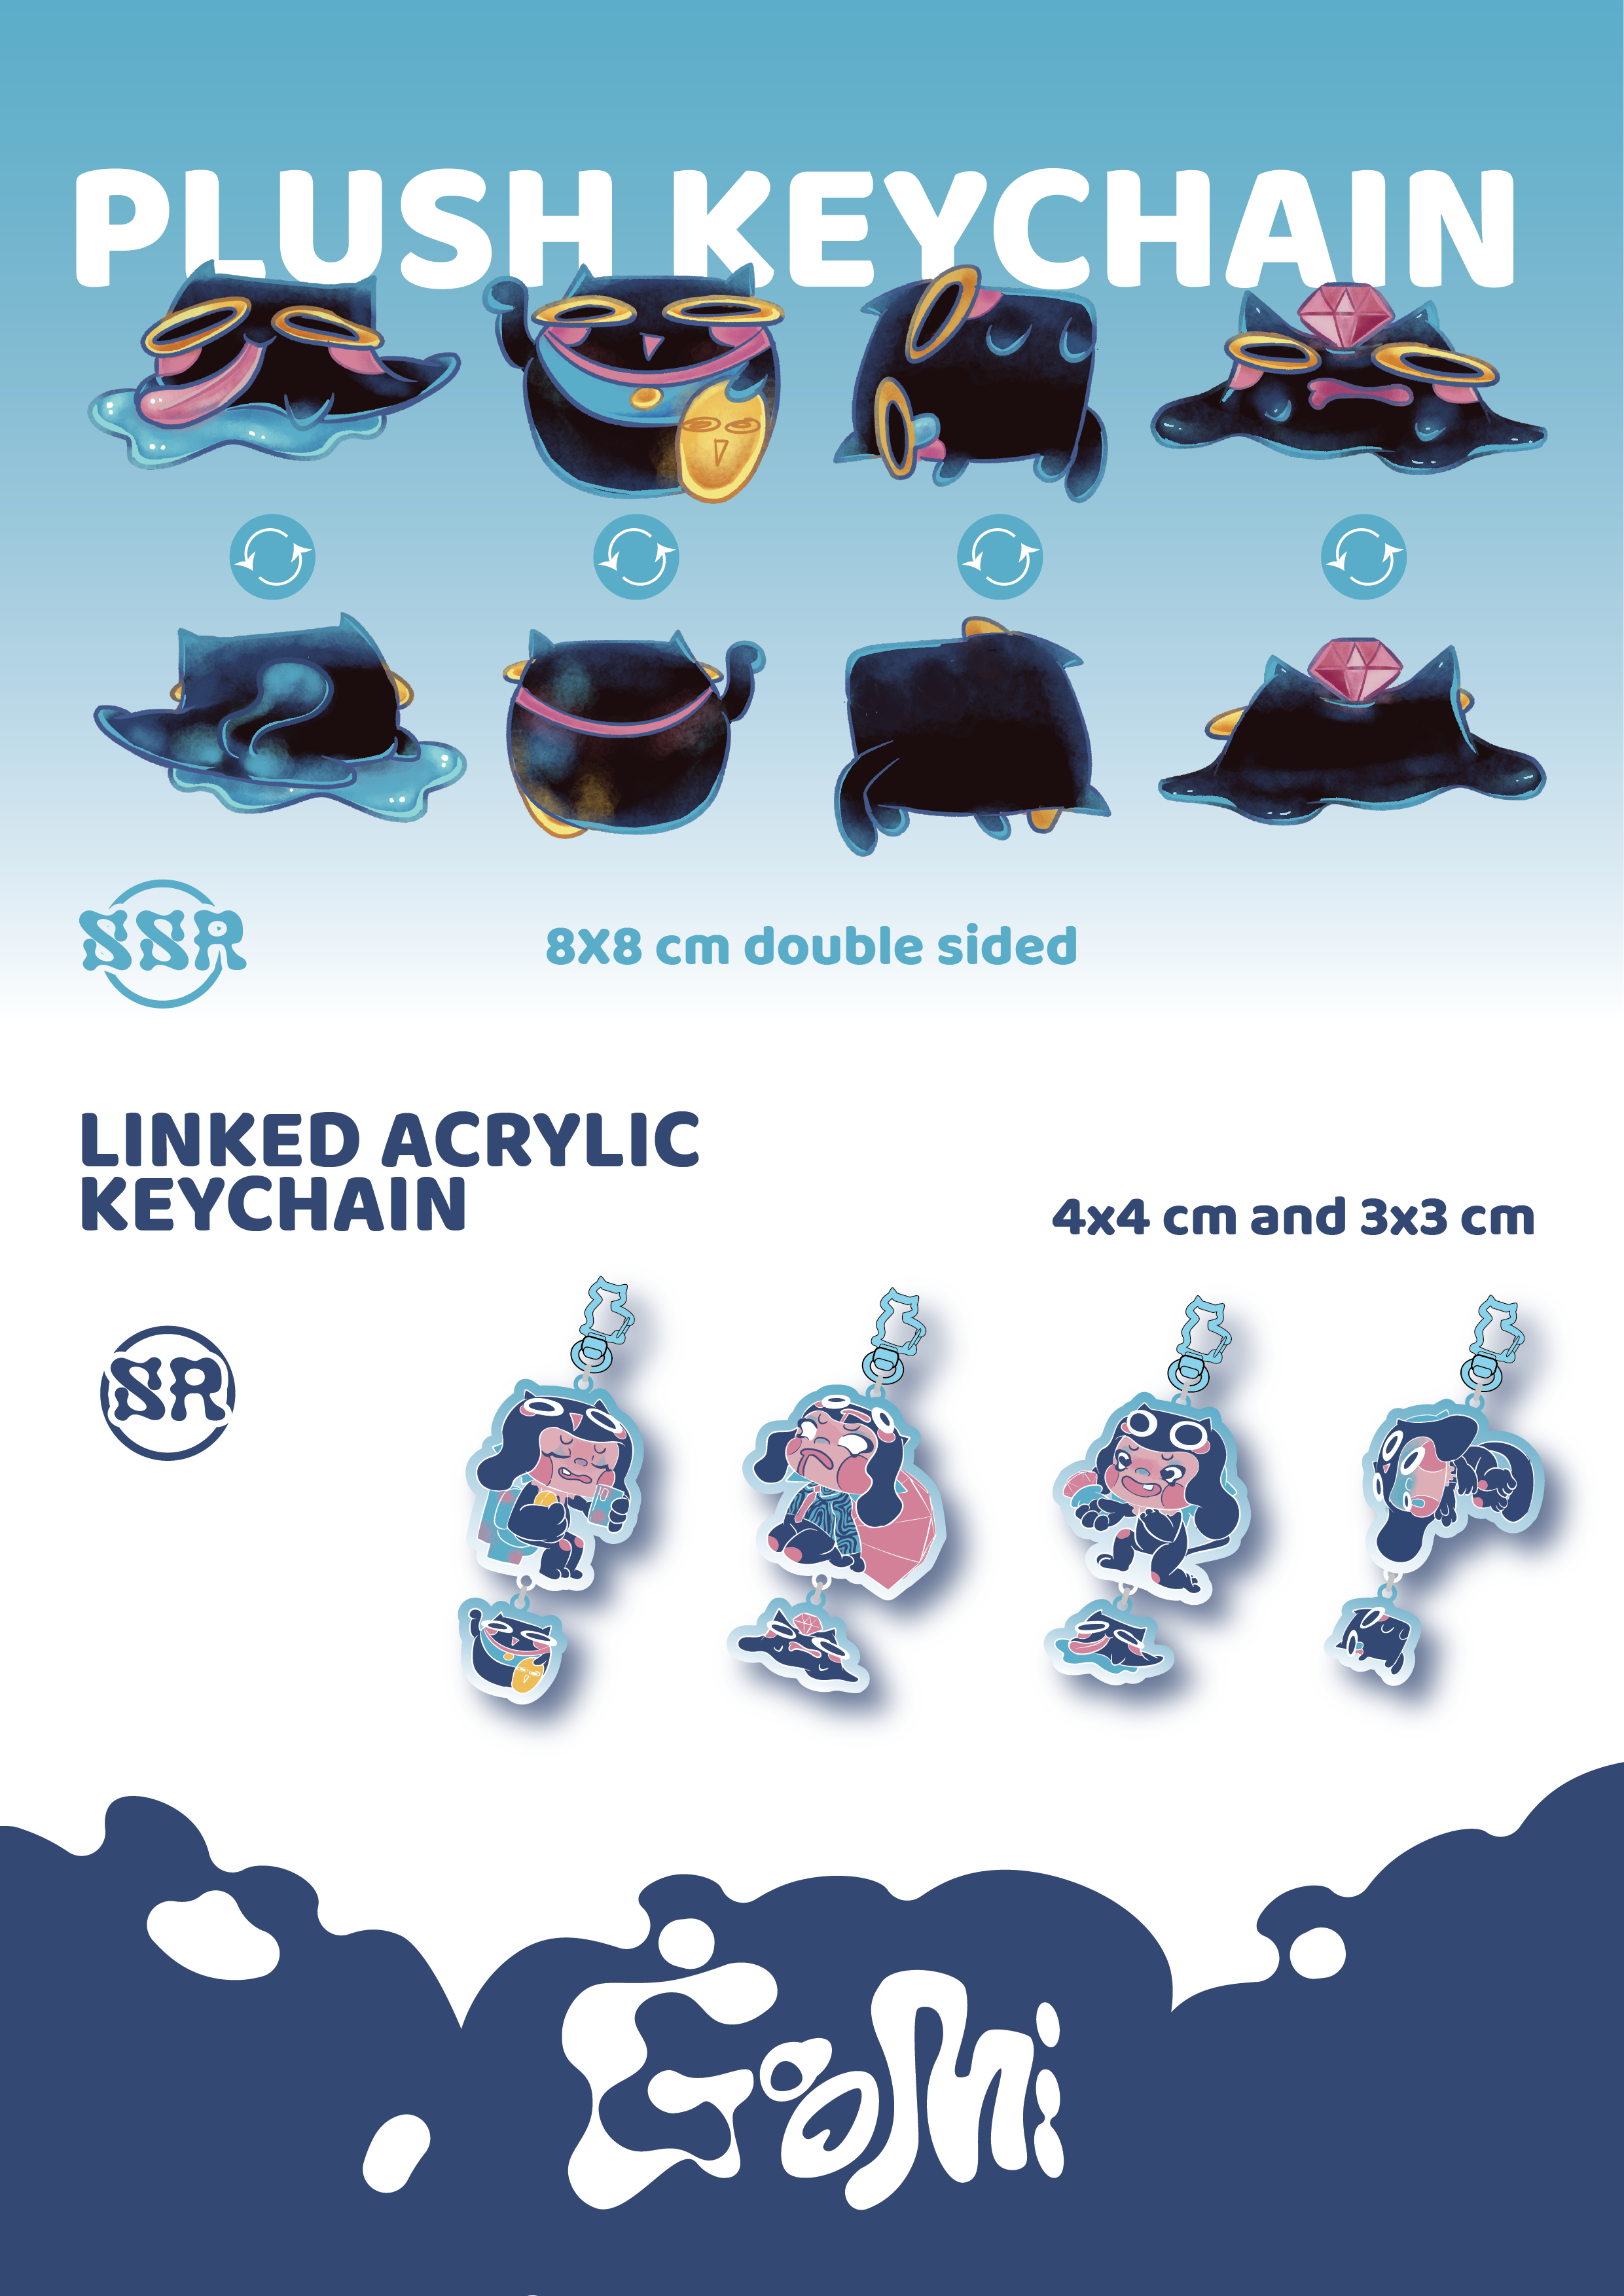 PLUSH KEYCHAIN
SSR
8X8 cm double sided
LINKED ACRYLIC
KEYCHAIN
4x4 cm and 3x3 cm
SR